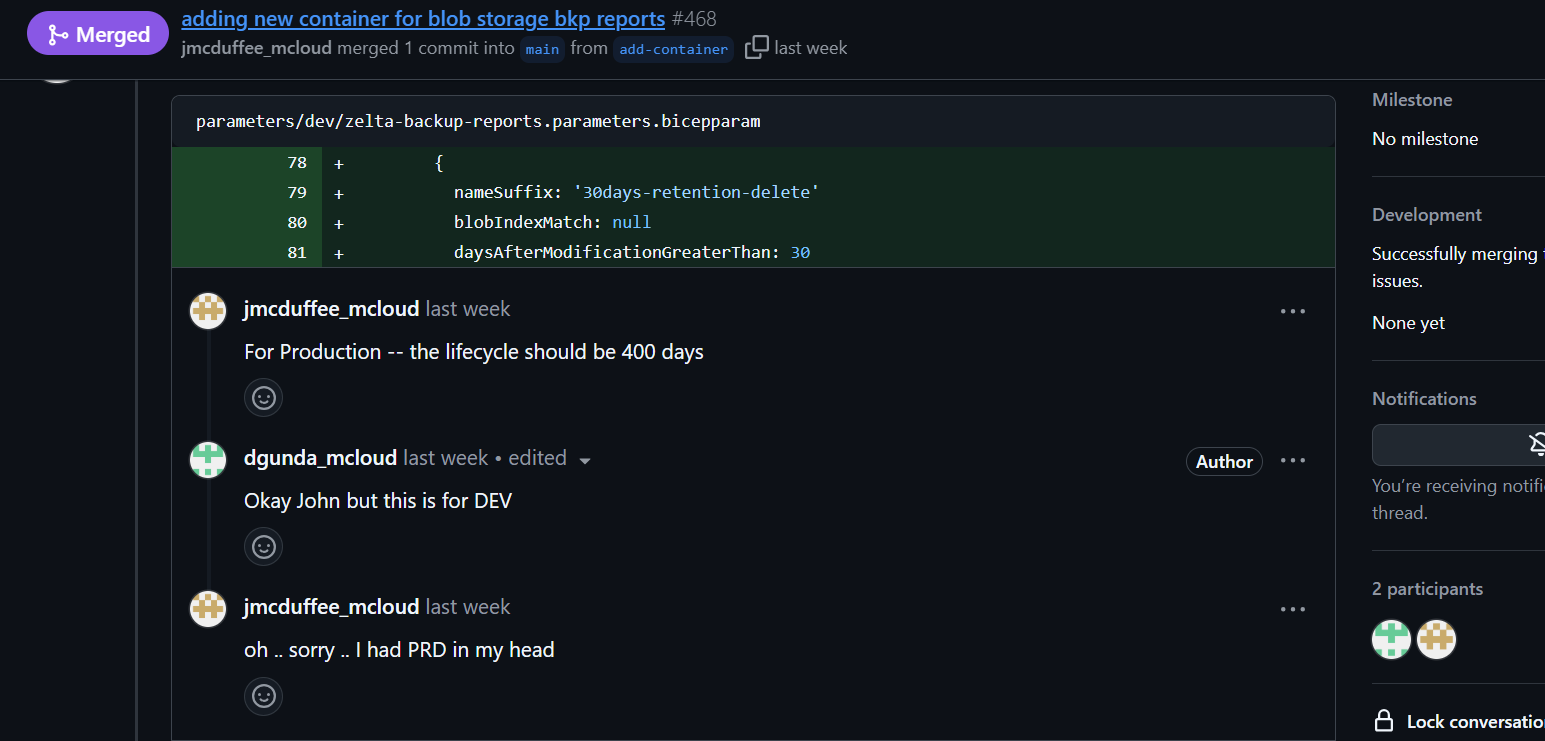 Merged
adding new container for blob storage bkp reports #468
jmcduffee_mcloud merged 1 commit into main from add-container last week
parameters/dev/zelta-backup-reports.parameters.bicepparam
78 + {
79 + nameSuffix: '30days-retention-delete'
80 + blobIndexMatch: null
81 + daysAfterModificationGreaterThan: 30
jmcduffee_mcloud last week
For Production -- the lifecycle should be 400 days
dgunda_mcloud last week • edited
Author
Okay John but this is for DEV
jmcduffee_mcloud last week
oh .. sorry .. I had PRD in my head
Milestone
No milestone
Development
Successfully merging
issues.
None yet
Notifications
You're receiving notifi
thread.
2 participants
Lock conversatio